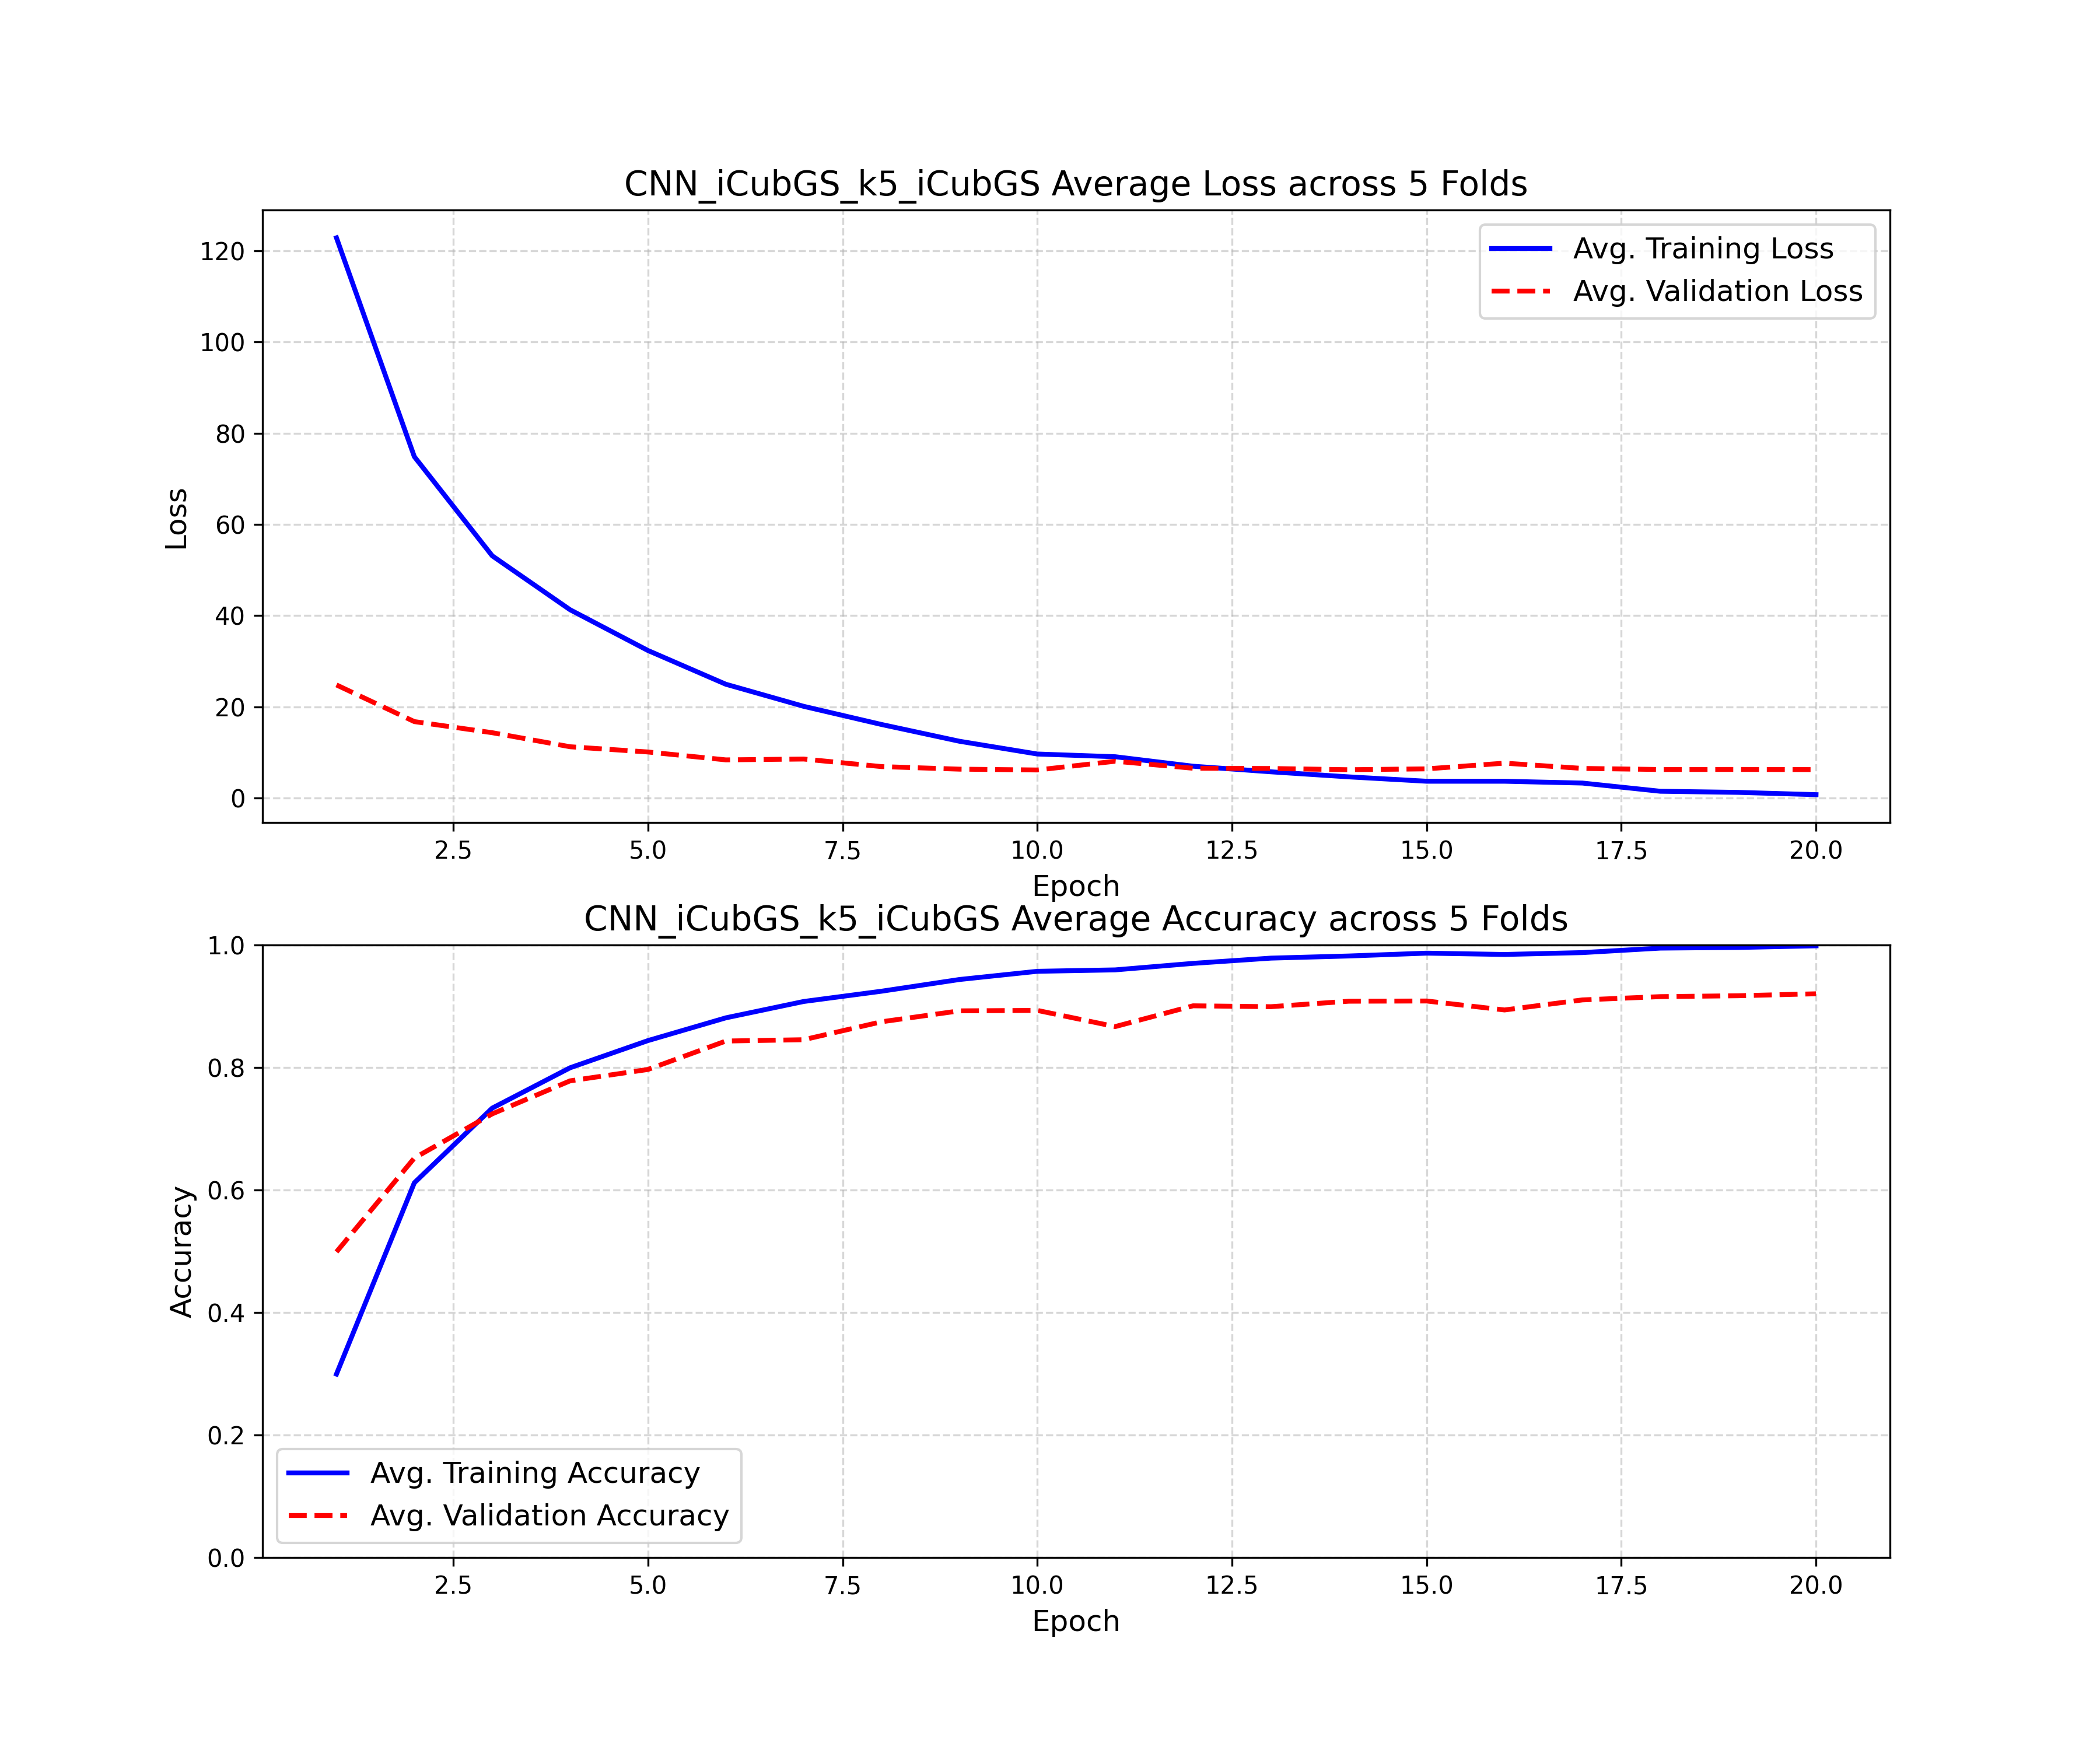 CNN_iCubGS_k5_iCubGS Average Loss across 5 Folds
Avg. Training Loss
Avg. Validation Loss
120
100
80
60
40
20
0
Loss
2.5 5.0 7.5 10.0 12.5 15.0 17.5 20.0
Epoch
CNN_iCubGS_k5_iCubGS Average Accuracy across 5 Folds
1.0
0.8
0.6
0.4
0.2
0.0
Accuracy
Avg. Training Accuracy
Avg. Validation Accuracy
2.5 5.0 7.5 10.0 12.5 15.0 17.5 20.0
Epoch